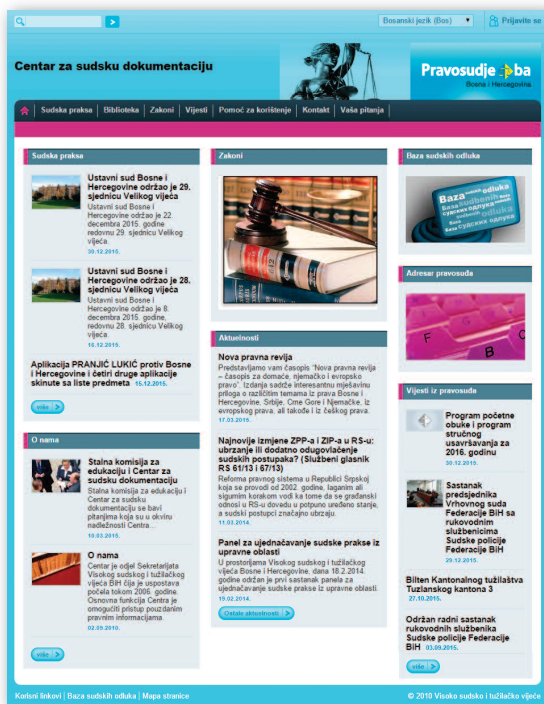 Bosanski jezik (Bos)
Prijavite se
Centar za sudsku dokumentaciju
Pravosudje ba
Bosna i Hercegovina
Sudska praksa | Biblioteka | Zakoni | Vijesti | Pomoć za korištenje | Kontakt | Vaša pitanja |
Sudska praksa
Ustavni sud Bosne i
Hercegovine održao je 29.
sjednicu Velikog vijeća
Ustavni sud Bosne i
Hercegovine održao je 22.
decembra 2015. godine
redovnu 29. sjednicu Velikog
vijeća.
30.12.2015.
Ustavni sud Bosne i
Hercegovine održao je 28.
sjednicu Velikog vijeća
Ustavni sud Bosne i
Hercegovine održao je 8.
decembra 2015. godine,
redovnu 28. sjednicu Velikog
vijeća.
16.12.2015.
Aplikacija PRANJIĆ LUKIĆ protiv Bosne
i Hercegovine i četiri druge aplikacije
skinute sa liste predmeta 15.12.2015.
više
O nama
Stalna komisija za
edukaciju i Centar za
sudsku dokumentaciju
Stalna komisija za edukaciju i
Centar za sudsku
dokumentaciju se bavi
pitanjima koja su u okviru
nadležnosti Centra...
10.03.2015.
O nama
Centar je odjel Sekretarijata
Visokog sudskog i tužilačkog
vijeća BiH čija je uspostava
počela tokom 2006. godine.
Osnovna funkcija Centra je
omogućiti pristup pouzdanim
pravnim informacijama.
02.09.2010.
više
Zakoni
Aktuelnosti
Nova pravna revija
Predstavljamo vam časopis "Nova pravna revija
– časopis za domaće, njemačko i evropsko
pravo". Izdanja sadrže interesantnu mješavinu
priloga o različitim temama iz prava Bosne i
Hercegovine, Srbije, Crne Gore i Njemačke, iz
evropskog prava, ali takođe i iz češkog prava.
17.03.2015.
Najnovije izmjene ZPP-a i ZIP-a u RS-u:
ubrzanje ili dodatno odugovlačenje
sudskih postupaka? (Službeni glasnik
RS 61/13 i 67/13)
Reforma pravnog sistema u Republici Srpskoj
koja se provodi od 2002. godine, laganim ali
sigurnim korakom vodi ka tome da se građanski
odnosi u RS-u dovedu u potpuno uređeno stanje,
a sudski postupci značajno ubrzaju.
11.03.2014.
Panel za ujednačavanje sudske prakse iz
upravne oblasti
U prostorijama Visokog sudskog i tužilačkog
vijeća Bosne i Hercegovine, dana 18.2.2014.
godine održan je prvi sastanak panela za
ujednačavanje sudske prakse iz upravne oblasti.
19.02.2014.
Ostale aktuelnosti
Baza sudskih odluka
Baza sudskih odluka
Baza sudbenih odluka
База судских одлука
Adresar pravosuđa
F G B C
Vijesti iz pravosuđa
Program početne
obuke i program
stručnog
usavršavanja za
2016. godinu
30.12.2015.
Sastanak
predsjednika
Vrhovnog suda
Federacije BiH sa
rukovodnim
službenicima
Sudske policije
Federacije BiH
29.12.2015.
Bilten Kantonalnog tužilaštva
Tuzlanskog kantona 3
27.10.2015.
Održan radni sastanak
rukovodnih službenika
Sudske policije Federacije
BiH 03.09.2015.
više
Korisni linkovi | Baza sudskih odluka | Mapa stranice
© 2010 Visoko sudsko i tužilačko vijeće